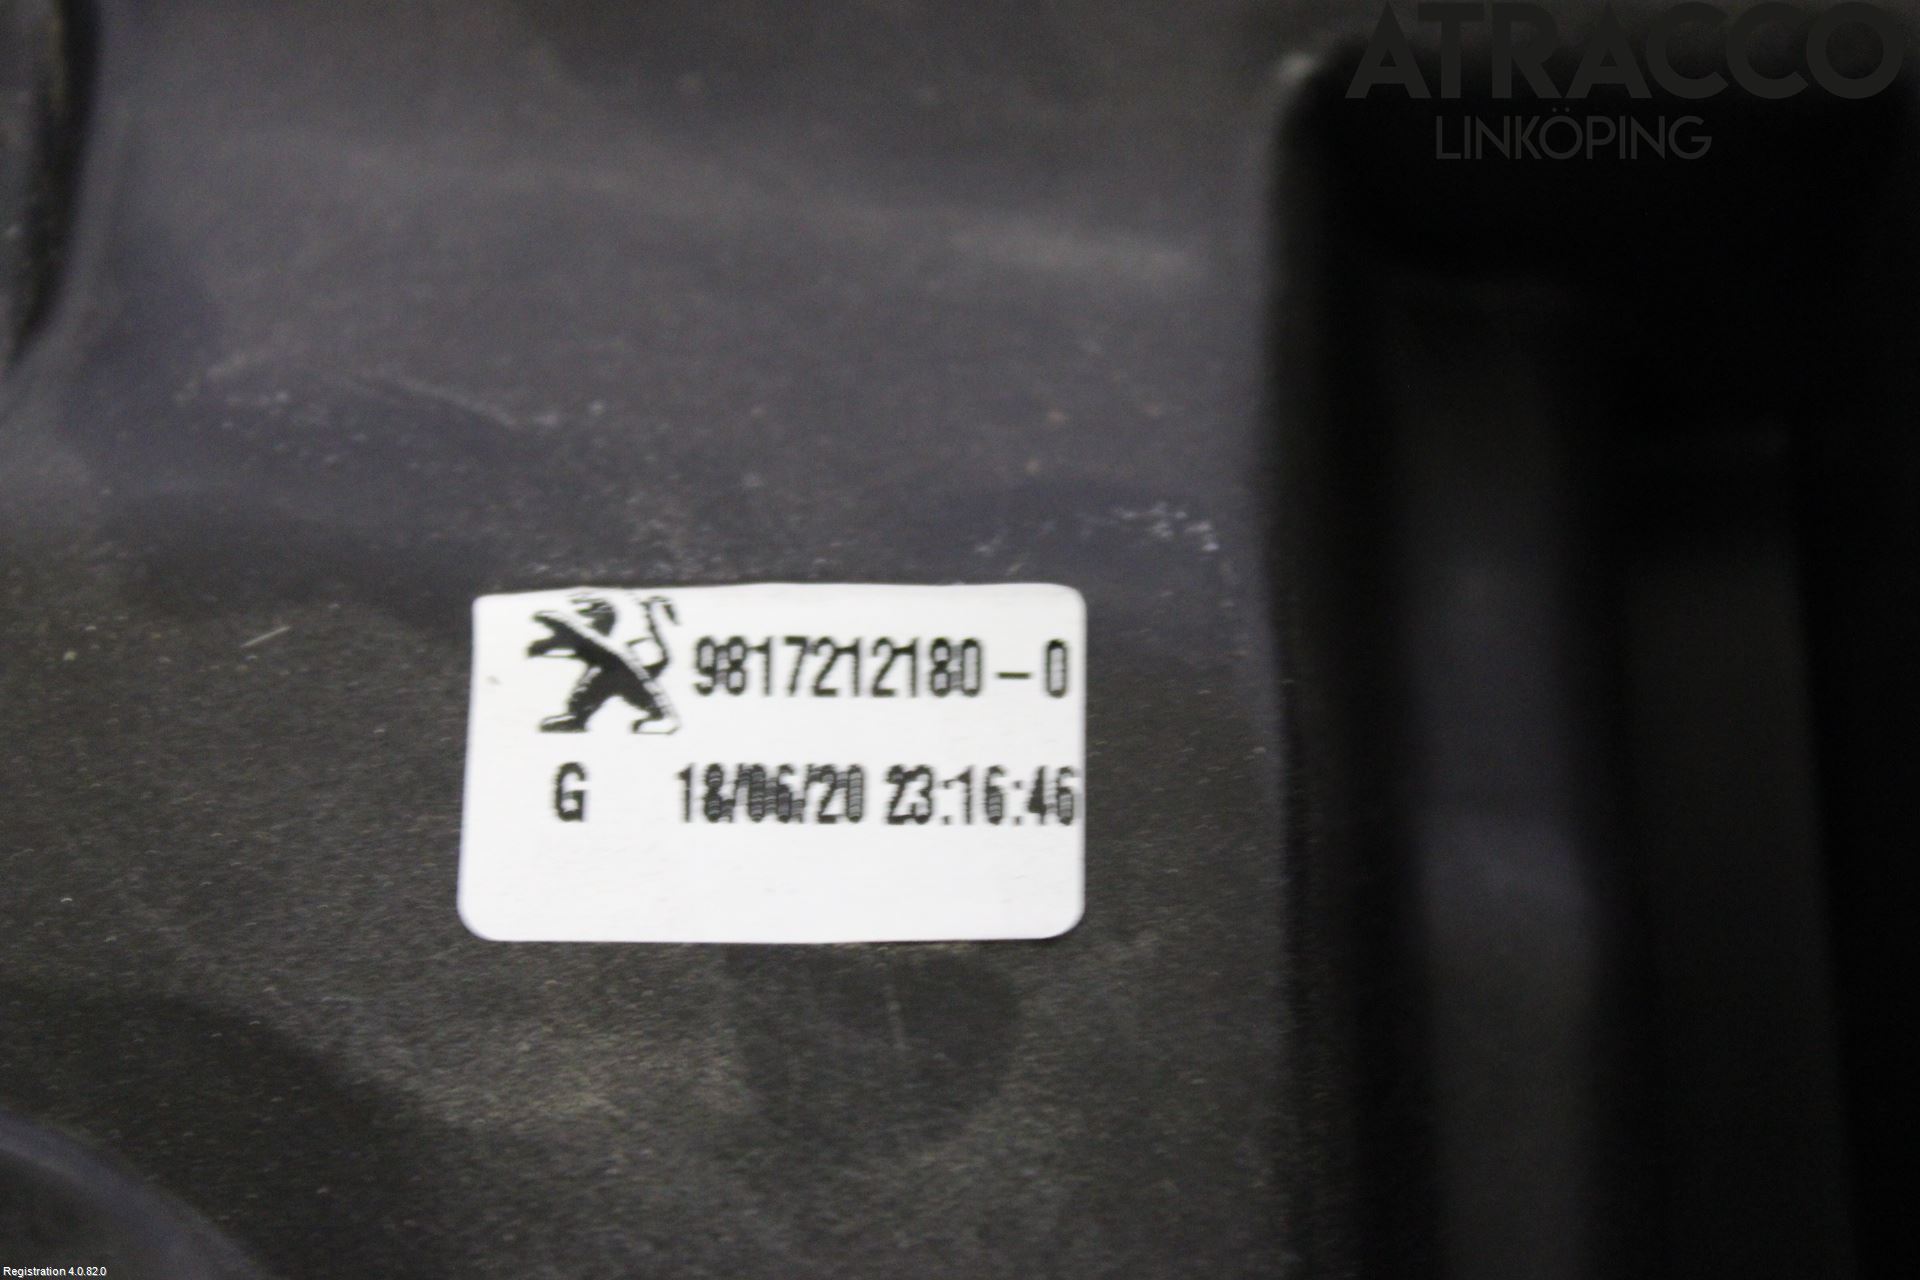 ATRACCO
LINKÖPING
9817212180-0
G 18/06/20 23:16:46
Registration 4.0.82.0